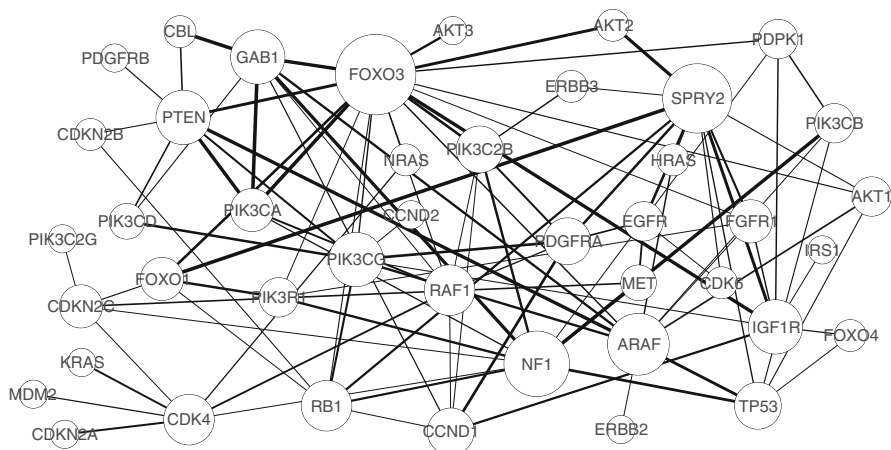 CBL
AKT3
AKT2
PDPK1
PDGFRB
GAB1
FOXO3
ERBB3
SPRY2
PTEN
CDKN2B
PIK3CB
NRAS
PIK3C2B
HRAS
AKT1
PIK3CD
PIK3CA
CCND2
EGFR
FGFR1
PIK3C2G
PDGFRA
IRS1
FOXO1
PIK3CG
CDKN2C
PIK3R1
RAF1
MET
CDK6
IGF1R
FOXO4
KRAS
NF1
ARAF
MDM2
CDK4
RB1
TP53
CDKN2A
CCND1
ERBB2